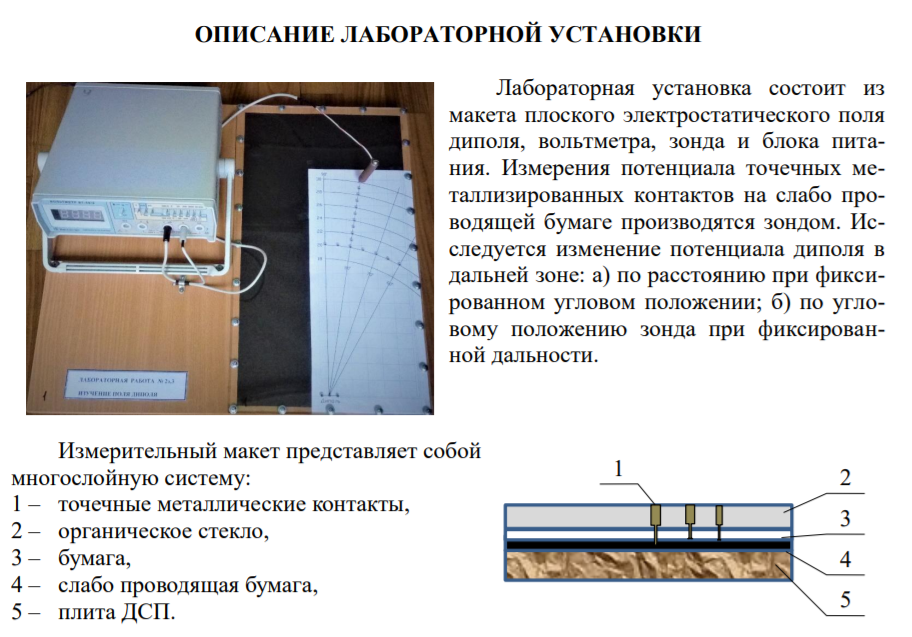 ОПИСАНИЕ ЛАБОРАТОРНОЙ УСТАНОВКИ
Лабораторная установка состоит из
макета плоского электростатического поля
диполя, вольтметра, зонда и блока пита-
ния. Измерения потенциала точечных ме-
таллизированных контактов на слабо про-
водящей бумаге производятся зондом. Ис-
следуется изменение потенциала диполя в
дальней зоне: а) по расстоянию при фикси-
рованном угловом положении; б) по угло-
вому положению зонда при фиксирован-
ной дальности.
ЛАБОРАТОРНАЯ РАБОТА №2а,3
ИЗУЧЕНИЕ ПОЛЯ ДИПОЛЯ
Измерительный макет представляет собой
многослойную систему:
1 – точечные металлические контакты,
2 – органическое стекло,
3 – бумага,
4 – слабо проводящая бумага,
5 – плита ДСП.
1
2
3
4
5